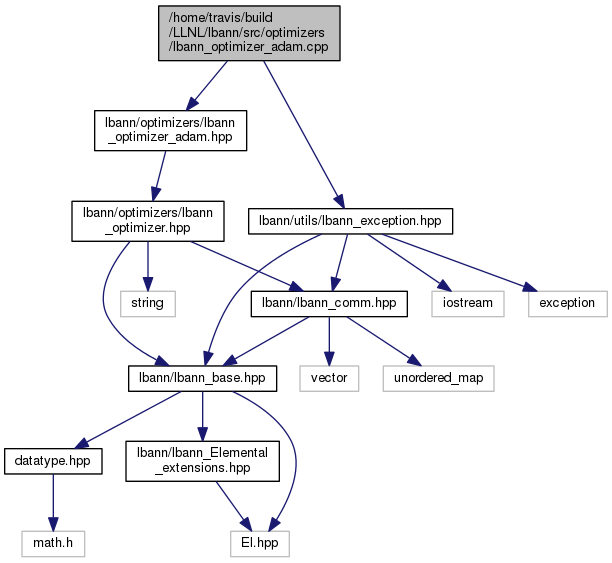 /home/travis/build
/LLNL/lbann/src/optimizers
/lbann_optimizer_adam.cpp
lbann/optimizers/lbann
_optimizer_adam.hpp
lbann/optimizers/lbann
_optimizer.hpp
lbann/utils/lbann_exception.hpp
string
lbann/lbann_comm.hpp
iostream
exception
lbann/lbann_base.hpp
vector
unordered_map
datatype.hpp
lbann/lbann_Elemental
_extensions.hpp
math.h
El.hpp